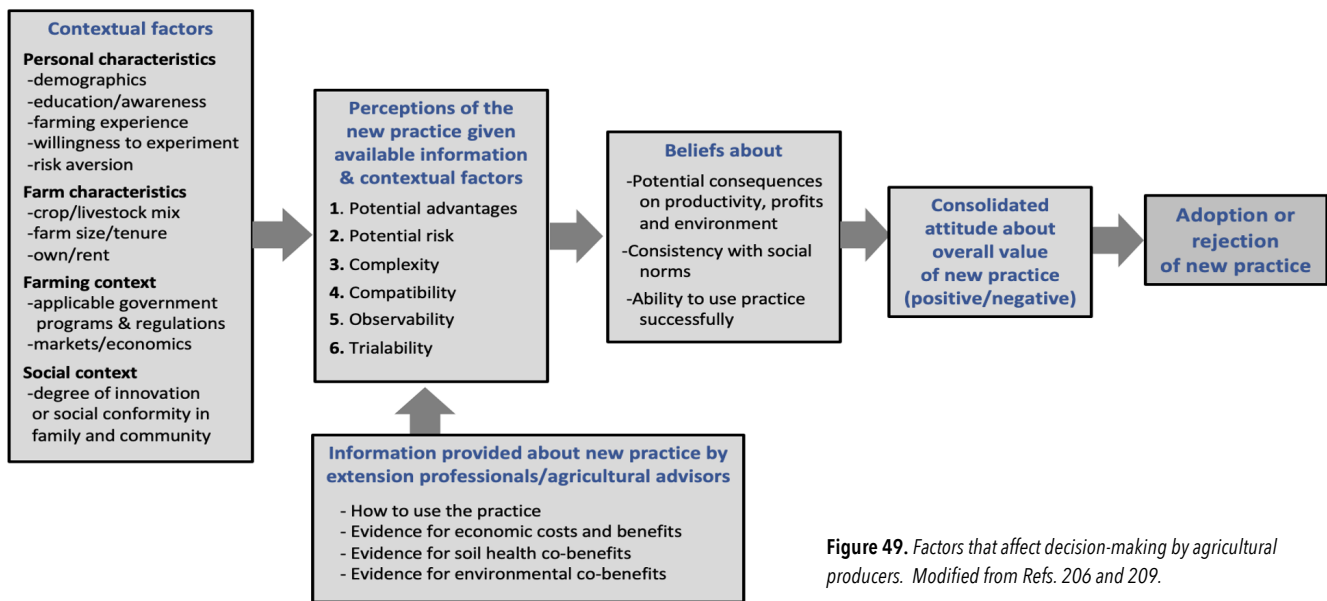 Contextual factors
Personal characteristics
-demographics
-education/awareness
-farming experience
-willingness to experiment
-risk aversion
Farm characteristics
-crop/livestock mix
-farm size/tenure
-own/rent
Farming context
-applicable government
programs & regulations
-markets/economics
Social context
-degree of innovation
or social conformity in
family and community
Perceptions of the
new practice given
available information
& contextual factors
1. Potential advantages
2. Potential risk
3. Complexity
4. Compatibility
5. Observability
6. Trialability
Information provided about new practice by
extension professionals/agricultural advisors
- How to use the practice
- Evidence for economic costs and benefits
- Evidence for soil health co-benefits
- Evidence for environmental co-benefits
Beliefs about
-Potential consequences
on productivity, profits
and environment
-Consistency with social
norms
-Ability to use practice
successfully
Consolidated
attitude about
overall value
of new practice
(positive/negative)
Adoption or
rejection
of new practice
Figure 49. Factors that affect decision-making by agricultural
producers. Modified from Refs. 206 and 209.